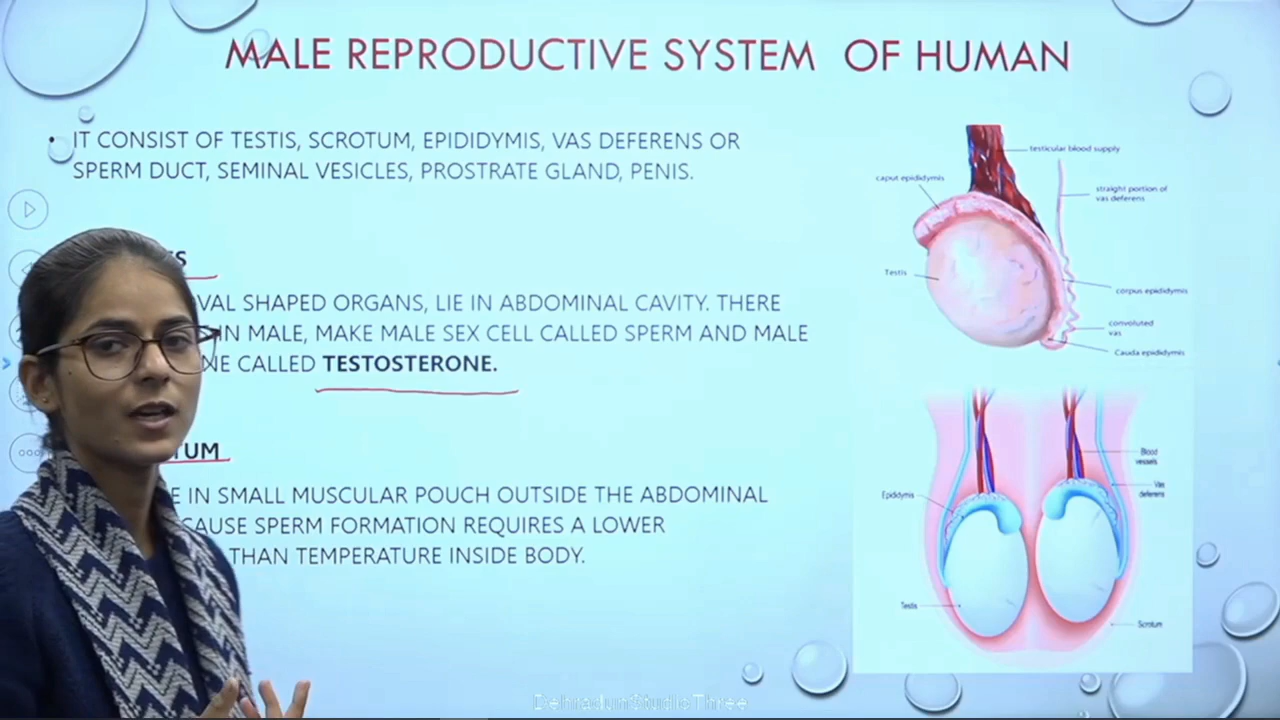 MALE REPRODUCTIVE SYSTEM OF HUMAN
• IT CONSIST OF TESTIS, SCROTUM, EPIDIDYMIS, VAS DEFERENS OR
SPERM DUCT, SEMINAL VESICLES, PROSTRATE GLAND, PENIS.
VAL SHAPED ORGANS, LIE IN ABDOMINAL CAVITY. THERE
IN MALE, MAKE MALE SEX CELL CALLED SPERM AND MALE
NE CALLED TESTOSTERONE.
TUM
E IN SMALL MUSCULAR POUCH OUTSIDE THE ABDOMINAL
CAUSE SPERM FORMATION REQUIRES A LOWER
THAN TEMPERATURE INSIDE BODY.
testicular blood supply
caput epididymis
straight portion of
vas deferens
Testis
corpus epididymis
convoluted
vas
Cauda epididymis
Blood
vessels
Vas
deferens
Epididymis
Testis
Scrotum
DehradunStudioThree